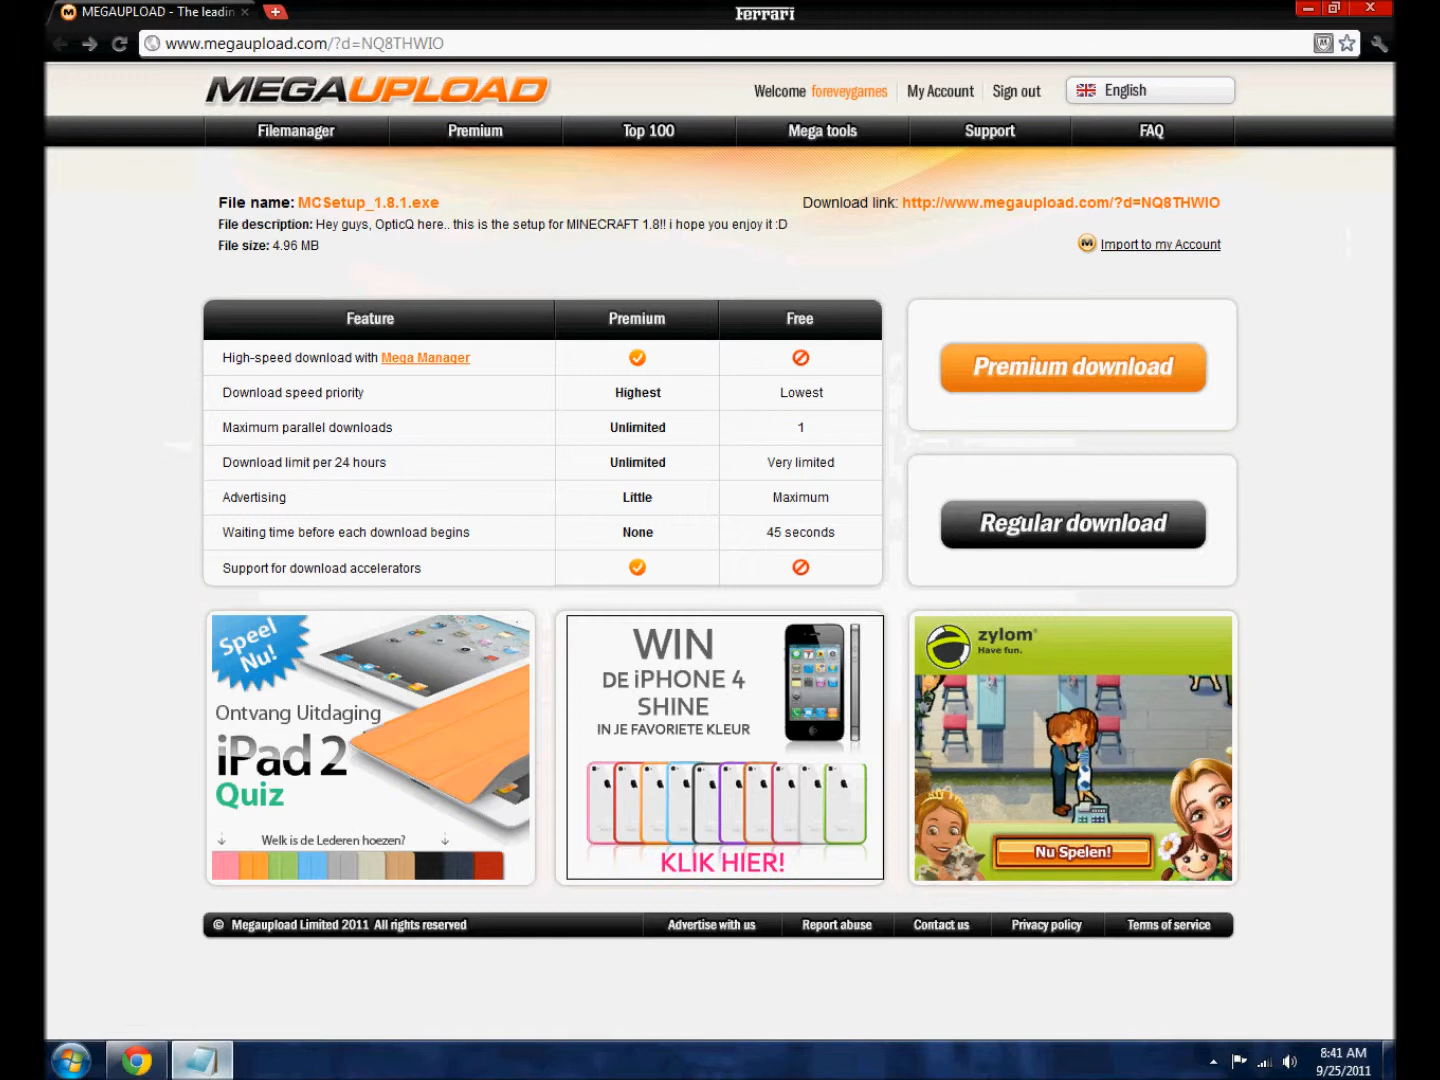 MEGAUPLOAD - The leadin
Ferrari
www.megaupload.com/?d=NQ8THWIO
MEGAUPLOAD
Welcome foreveygames
My Account
Sign out
English
Filemanager
Premium
Top 100
Mega tools
Support
FAQ
File name: MCSetup_1.8.1.exe
Download link: http://www.megaupload.com/?d=NQ8THWIO
File description: Hey guys, OpticQ here.. this is the setup for MINECRAFT 1.8!! i hope you enjoy it :D
File size: 4.96 MB
Import to my Account
Feature Premium Free
High-speed download with Mega Manager
Download speed priority Highest Lowest
Maximum parallel downloads Unlimited 1
Download limit per 24 hours Unlimited Very limited
Advertising Little Maximum
Waiting time before each download begins None 45 seconds
Support for download accelerators
Premium download
Regular download
Speel
Nu!
Ontvang Uitdaging
iPad 2
Quiz
Welk is de Lederen hoezen?
WIN
DE iPHONE 4
SHINE
IN JE FAVORIETE KLEUR
KLIK HIER!
zylom
Have fun.
Nu Spelen!
© Megaupload Limited 2011 All rights reserved
Advertise with us
Report abuse
Contact us
Privacy policy
Terms of service
8:41 AM
9/25/2011